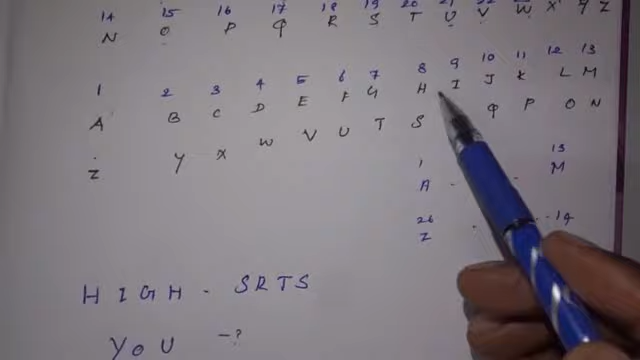 14 15 16 17 18 19 20 21 22
N O P Q R S T U V W X Y Z
1 2 3 4 5 6 7 8 9 10 11 12 13
A B C D E F G H I J K L M
Z Y X W V U T S Q P O N
1 13
A - - M
26 - - 14
Z
HIGH - SRTS
YOU - ?